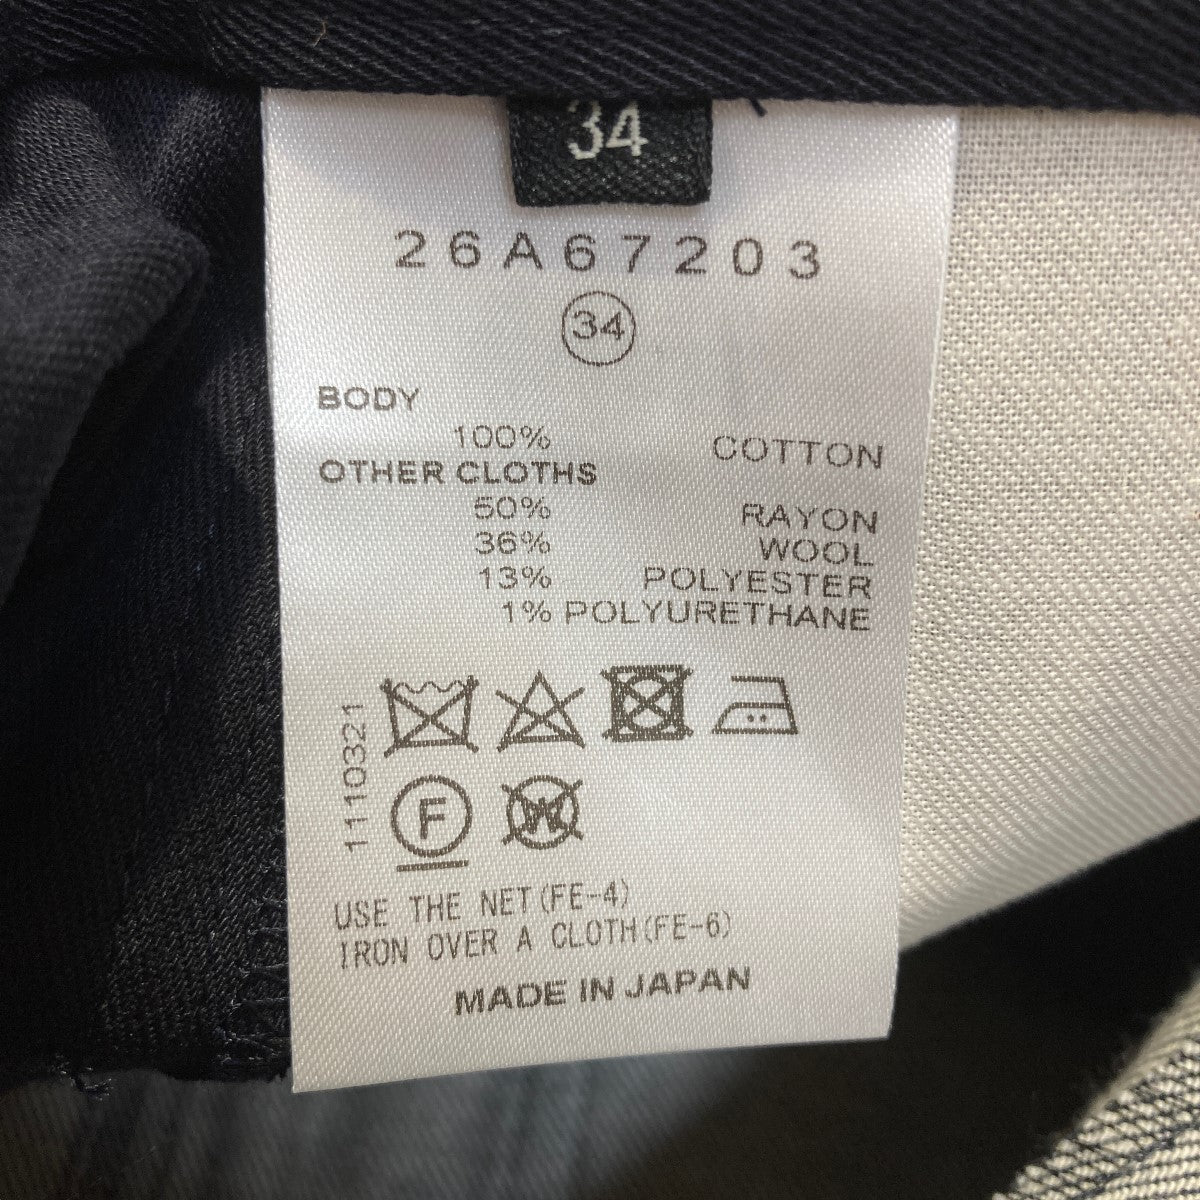 34
26A67203
34
BODY
100% COTTON
OTHER CLOTHS
50% RAYON
36% WOOL
13% POLYESTER
1% POLYURETHANE
1110321
F
W
USE THE NET(FE-4)
IRON OVER A CLOTH(FE-6)
MADE IN JAPAN